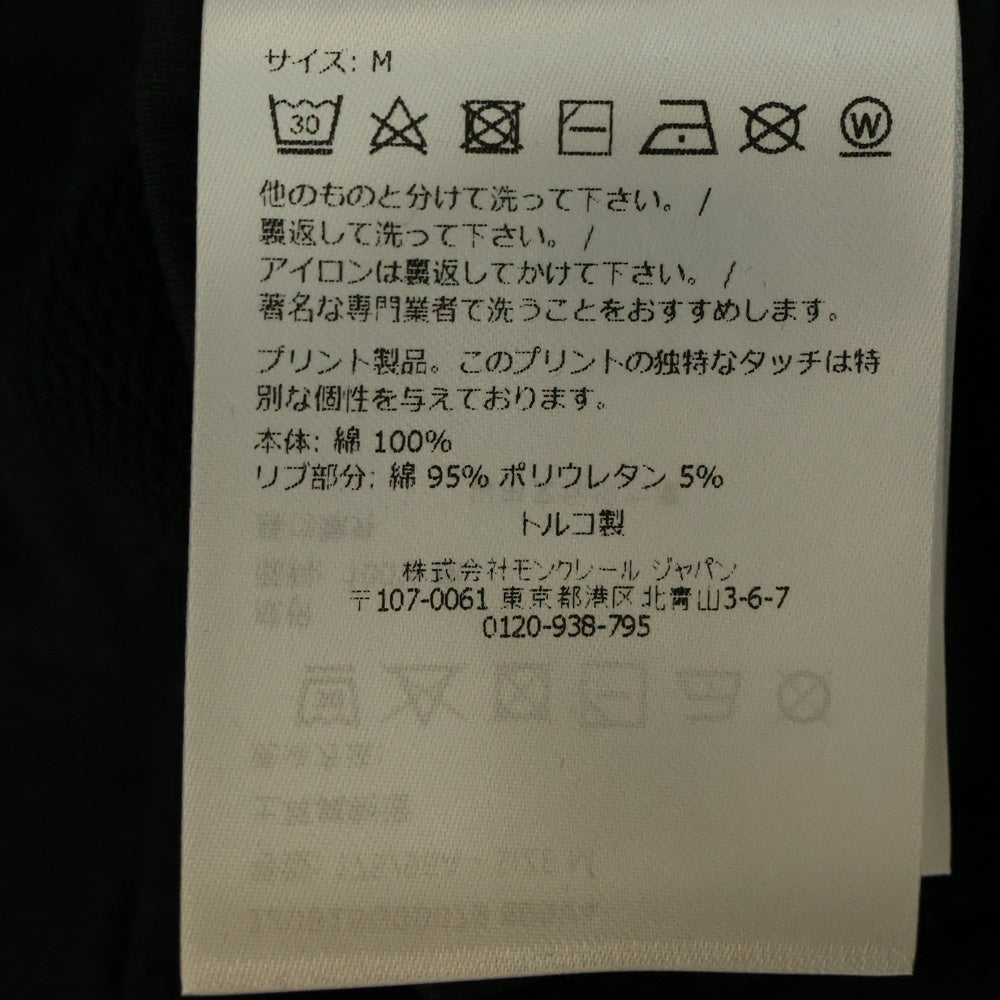 サイズ: M
30
W
他のものと分けて洗って下さい。 /
裏返して洗って下さい。 /
アイロンは裏返してかけて下さい。 /
著名な専門業者で洗うことをおすすめします。
プリント製品。このプリントの独特なタッチは特
別な個性を与えております。
本体: 綿 100%
リブ部分: 綿 95% ポリウレタン 5%
トルコ製
株式会社モンクレール ジャパン
〒107-0061 東京都港区北青山3-6-7
0120-938-795